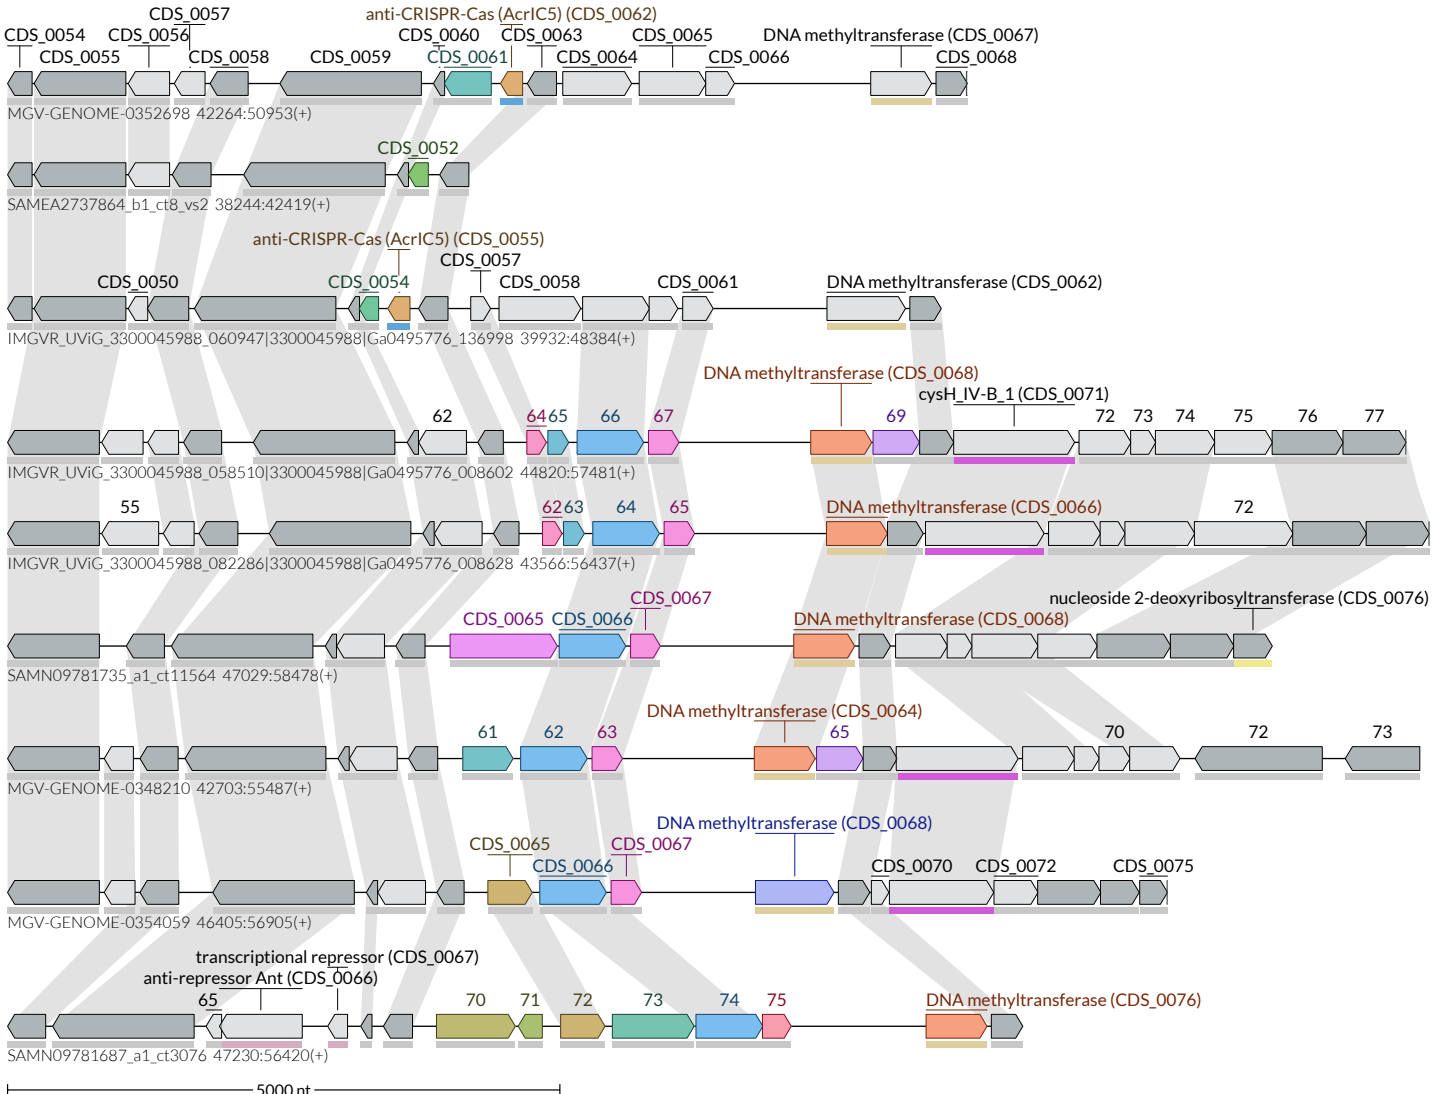 CDS_0057 anti-CRISPR-Cas (AcrIC5) (CDS_0062)
CDS_0054 CDS_0056 CDS_0060 CDS_0063 CDS_0065 DNA methyltransferase (CDS_0067)
CDS_0055 CDS_0058 CDS_0059 CDS_0061 CDS_0064 CDS_0066 CDS_0068
MGV-GENOME-0352698 42264:50953(+)
CDS_0052
SAMEA2737864_b1_ct8_vs2 38244:42419(+)
anti-CRISPR-Cas (AcrIC5) (CDS_0055)
CDS_0057
CDS_0050 CDS_0054 CDS_0058 CDS_0061 DNA methyltransferase (CDS_0062)
IMGVR_UViG_3300045988_060947|3300045988|Ga0495776_136998 39932:48384(+)
DNA methyltransferase (CDS_0068)
cysH_IV-B_1 (CDS_0071)
62 64 65 66 67 69 72 73 74 75 76 77
IMGVR_UViG_3300045988_058510|3300045988|Ga0495776_008602 44820:57481(+)
55 62 63 64 65 DNA methyltransferase (CDS_0066) 72
IMGVR_UViG_3300045988_082286|3300045988|Ga0495776_008628 43566:56437(+)
CDS_0067 nucleoside 2-deoxyribosyltransferase (CDS_0076)
CDS_0065 CDS_0066 DNA methyltransferase (CDS_0068)
SAMN09781735_a1_ct11564 47029:58478(+)
DNA methyltransferase (CDS_0064)
61 62 63 65 70 72 73
MGV-GENOME-0348210 42703:55487(+)
DNA methyltransferase (CDS_0068)
CDS_0065 CDS_0067
CDS_0066 CDS_0070 CDS_0072 CDS_0075
MGV-GENOME-0354059 46405:56905(+)
transcriptional repressor (CDS_0067)
anti-repressor Ant (CDS_0066)
65 70 71 72 73 74 75 DNA methyltransferase (CDS_0076)
SAMN09781687_a1_ct3076 47230:56420(+)
5000 nt